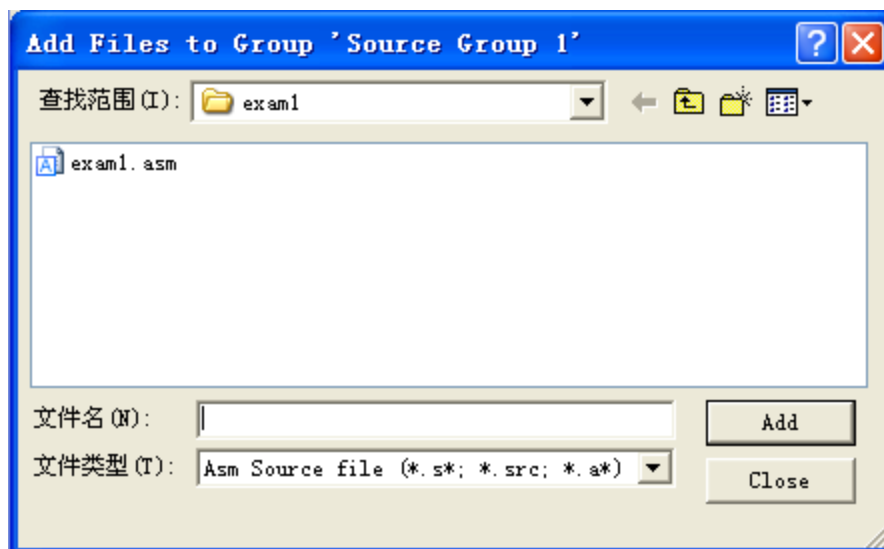 Add Files to Group 'Source Group 1'
查找范围(I): exam1
exam1.asm
文件名(N): Add
文件类型(T): Asm Source file (*.s*; *.src; *.a*)
Close